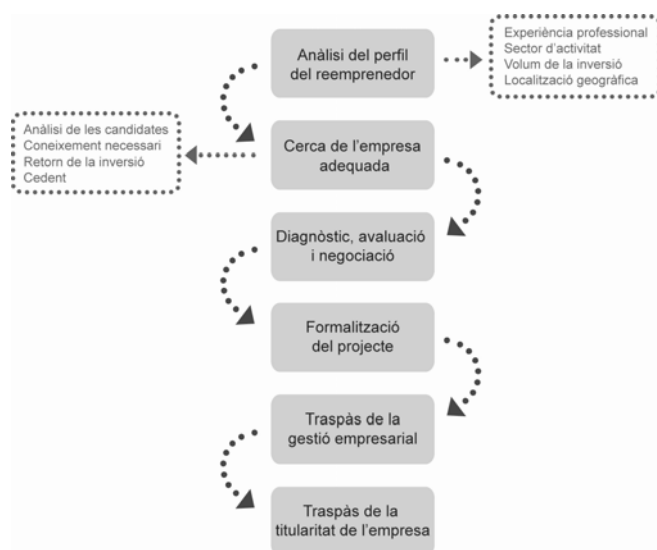 Anàlisi del perfil
del reemprenedor
Experiència professional
Sector d'activitat
Volum de la inversió
Localització geogràfica
Cerca de l'empresa
adequada
Anàlisi de les candidates
Coneixement necessari
Retorn de la inversió
Cedent
Diagnòstic, avaluació
i negociació
Formalització
del projecte
Traspàs de la
gestió empresarial
Traspàs de la
titularitat de l'empresa